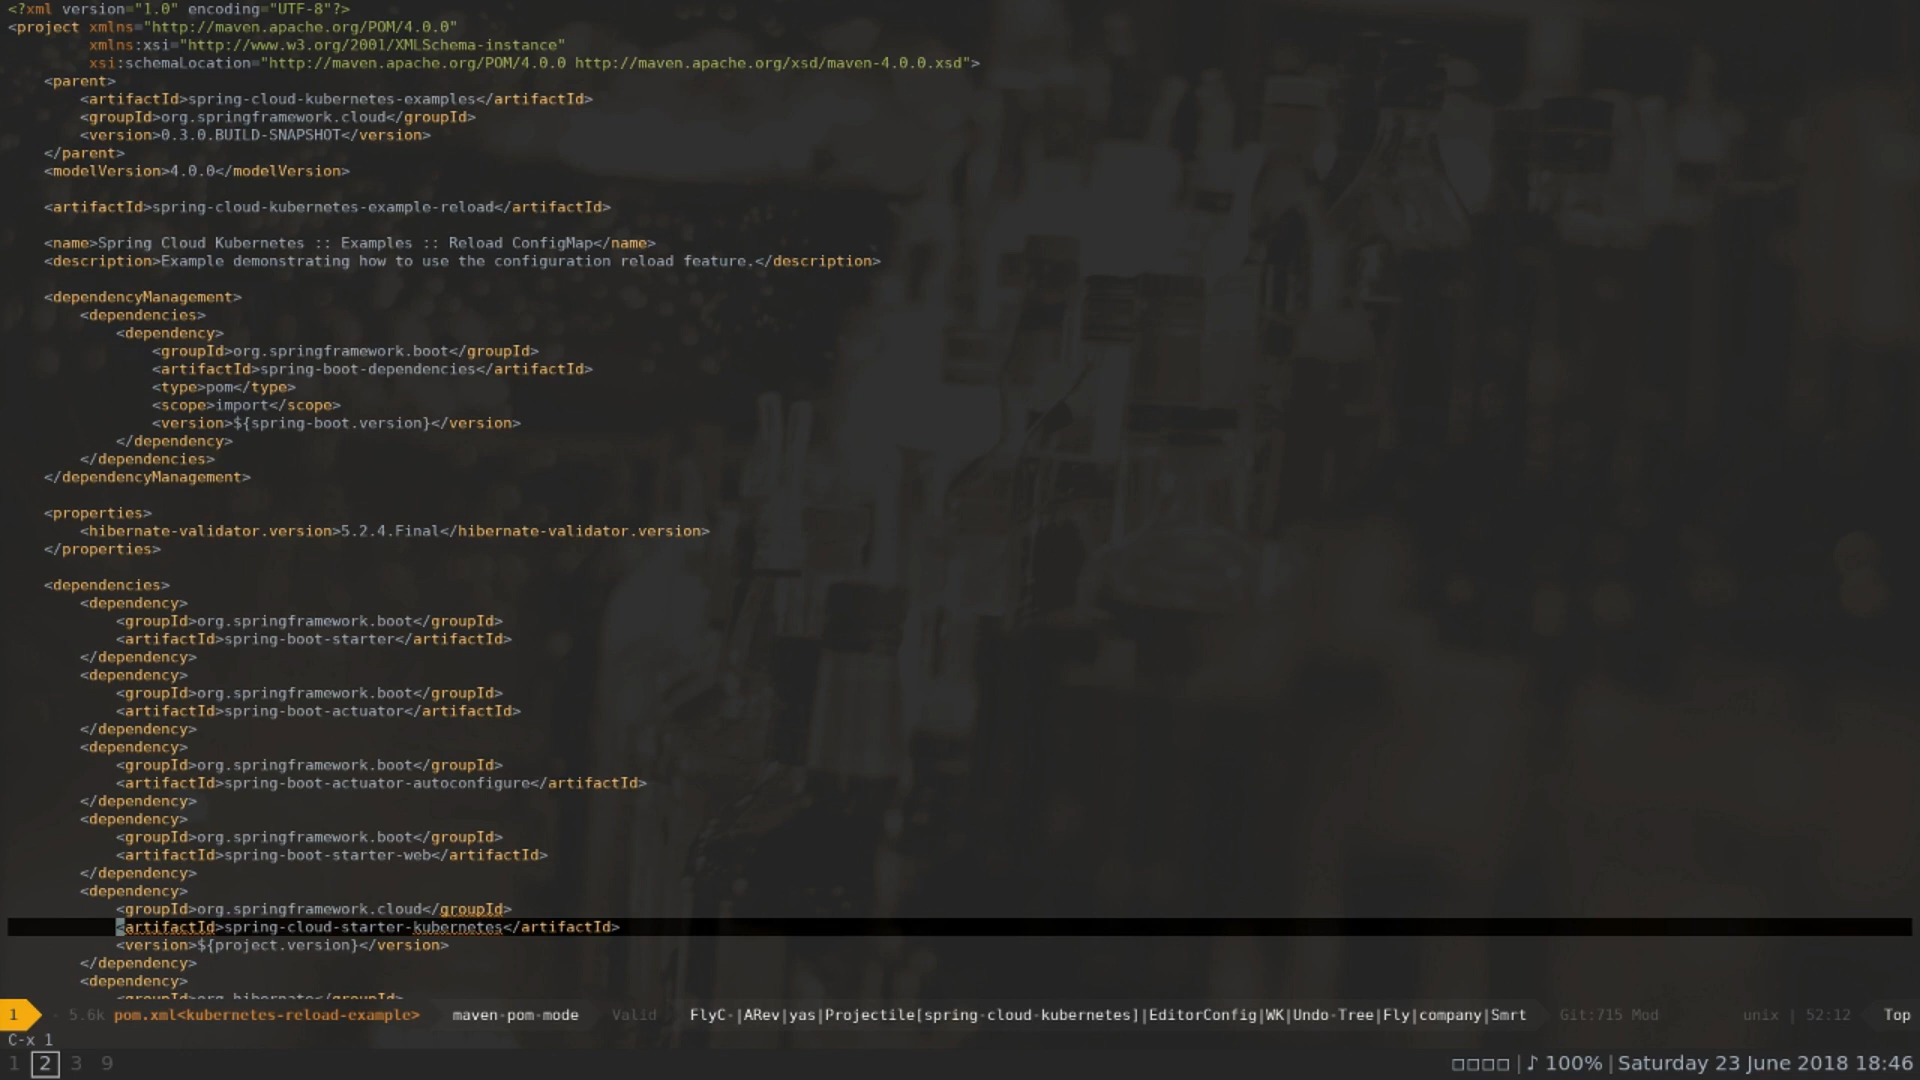 <?xml version="1.0" encoding="UTF-8"?>
<project xmlns="http://maven.apache.org/POM/4.0.0"
         xmlns:xsi="http://www.w3.org/2001/XMLSchema-instance"
         xsi:schemaLocation="http://maven.apache.org/POM/4.0.0 http://maven.apache.org/xsd/maven-4.0.0.xsd">
    <parent>
        <artifactId>spring-cloud-kubernetes-examples</artifactId>
        <groupId>org.springframework.cloud</groupId>
        <version>0.3.0.BUILD-SNAPSHOT</version>
    </parent>
    <modelVersion>4.0.0</modelVersion>

    <artifactId>spring-cloud-kubernetes-example-reload</artifactId>

    <name>Spring Cloud Kubernetes :: Examples :: Reload ConfigMap</name>
    <description>Example demonstrating how to use the configuration reload feature.</description>

    <dependencyManagement>
        <dependencies>
            <dependency>
                <groupId>org.springframework.boot</groupId>
                <artifactId>spring-boot-dependencies</artifactId>
                <type>pom</type>
                <scope>import</scope>
                <version>${spring-boot.version}</version>
            </dependency>
        </dependencies>
    </dependencyManagement>

    <properties>
        <hibernate-validator.version>5.2.4.Final</hibernate-validator.version>
    </properties>

    <dependencies>
        <dependency>
            <groupId>org.springframework.boot</groupId>
            <artifactId>spring-boot-starter</artifactId>
        </dependency>
        <dependency>
            <groupId>org.springframework.boot</groupId>
            <artifactId>spring-boot-actuator</artifactId>
        </dependency>
        <dependency>
            <groupId>org.springframework.boot</groupId>
            <artifactId>spring-boot-actuator-autoconfigure</artifactId>
        </dependency>
        <dependency>
            <groupId>org.springframework.boot</groupId>
            <artifactId>spring-boot-starter-web</artifactId>
        </dependency>
        <dependency>
            <groupId>org.springframework.cloud</groupId>
            <artifactId>spring-cloud-starter-kubernetes</artifactId>
            <version>${project.version}</version>
        </dependency>
        <dependency>
            <groupId>org.hibernate</groupId>
1 - 5.6k pom.xml<kubernetes-reload-example> maven-pom-mode Valid FlyC-|ARev|yas|Projectile[spring-cloud-kubernetes]|EditorConfig|WK|Undo-Tree|Fly|company|Smrt Git:715 Mod unix | 52:12 Top
C-x 1
1 2 3 9 |♪ 100%|Saturday 23 June 2018 18:46